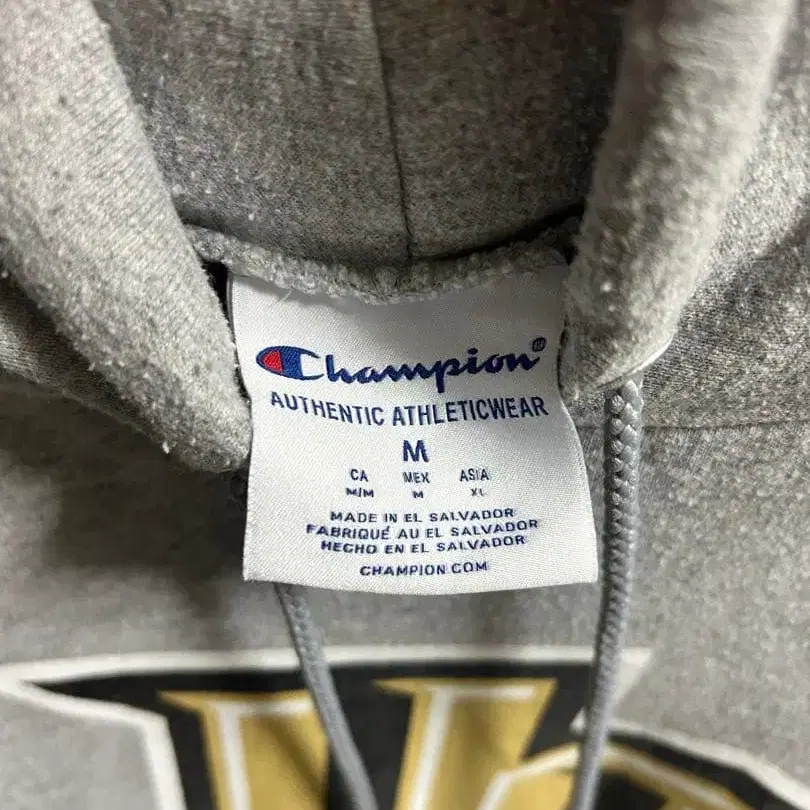 Champion®
AUTHENTIC ATHLETICWEAR
M
CA MEX ASIA
M/M M XL
MADE IN EL SALVADOR
FABRIQUÉ AU EL SALVADOR
HECHO EN EL SALVADOR
CHAMPION.COM